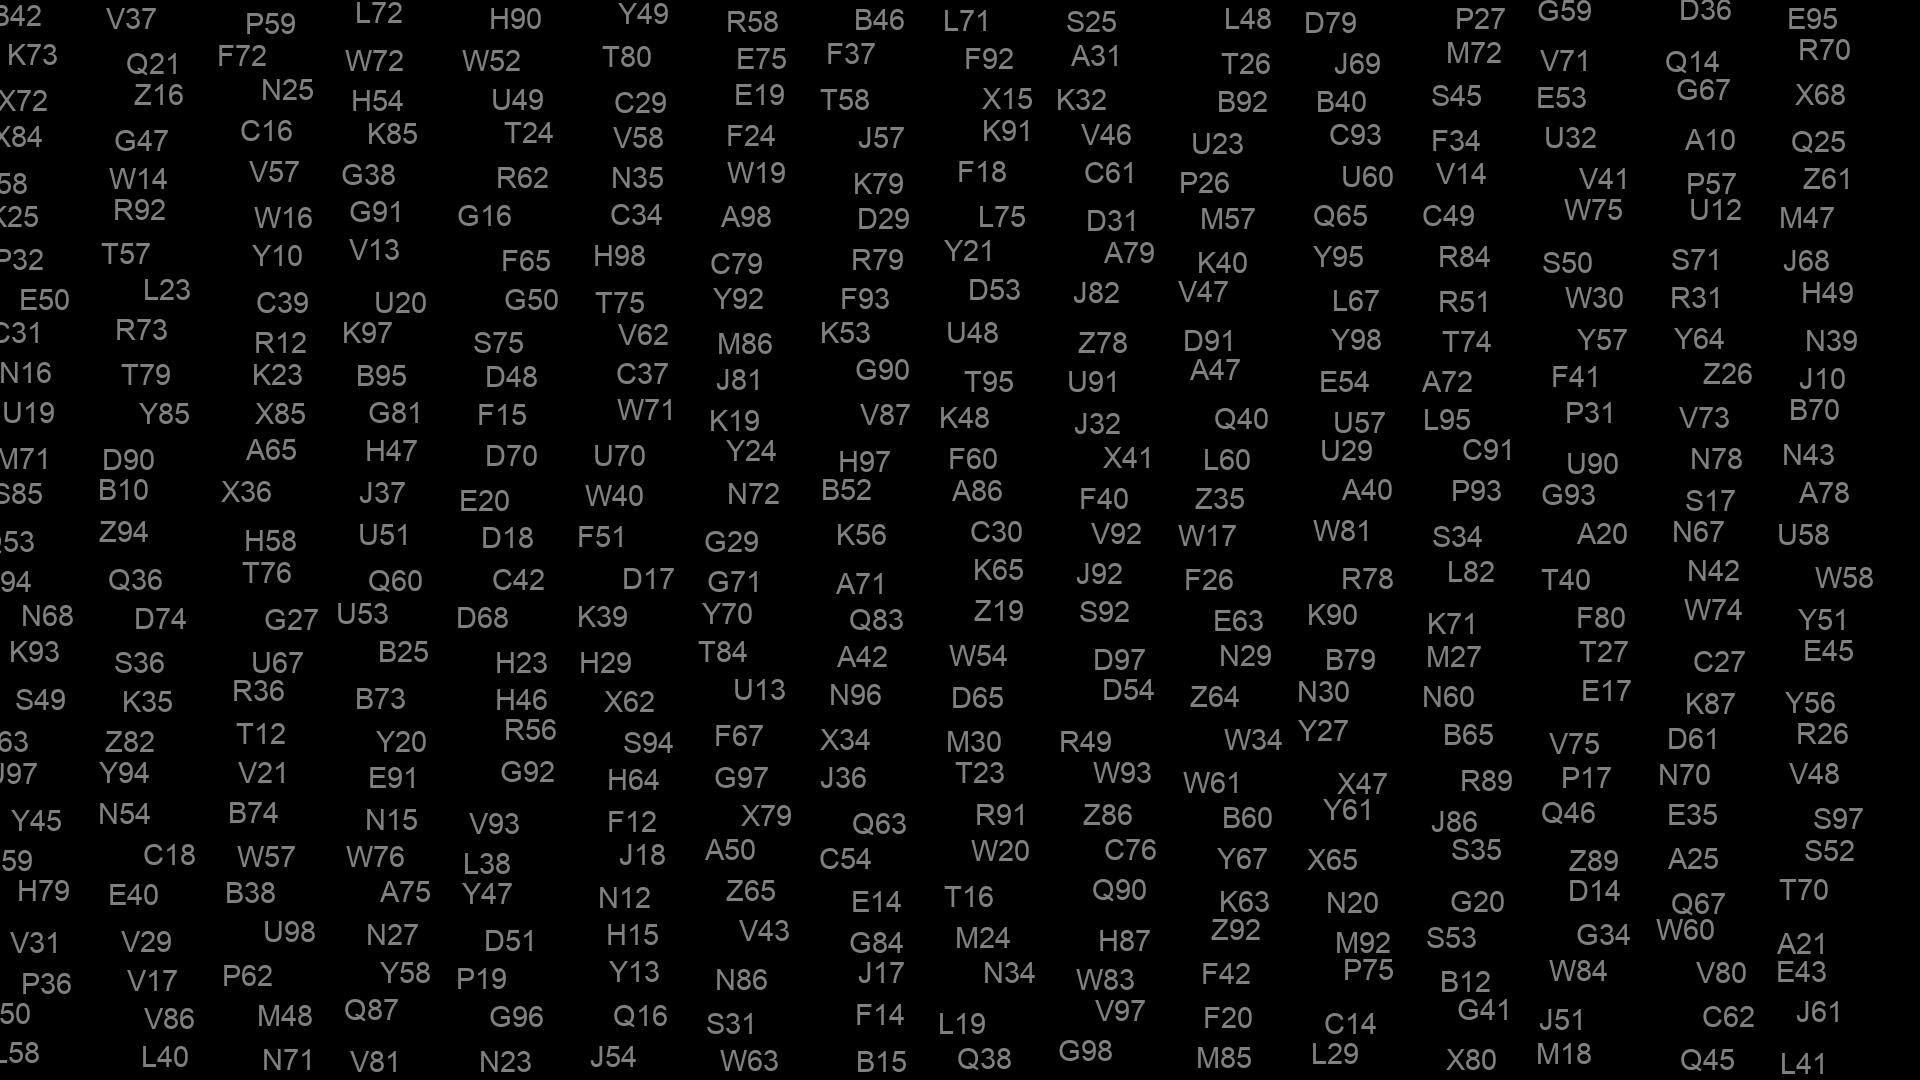 B42 V37 P59 L72 H90 Y49 R58 B46 L71 S25 L48 D79 P27 G59 D36 E95
K73 Q21 F72 W72 W52 T80 E75 F37 F92 A31 T26 J69 M72 V71 Q14 R70
X72 Z16 N25 H54 U49 C29 E19 T58 X15 K32 B92 B40 S45 E53 G67 X68
X84 G47 C16 K85 T24 V58 F24 J57 K91 V46 U23 C93 F34 U32 A10 Q25
58 W14 V57 G38 R62 N35 W19 K79 F18 C61 P26 U60 V14 V41 P57 Z61
K25 R92 W16 G91 G16 C34 A98 D29 L75 D31 M57 Q65 C49 W75 U12 M47
P32 T57 Y10 V13 F65 H98 C79 R79 Y21 A79 K40 Y95 R84 S50 S71 J68
E50 L23 C39 U20 G50 T75 Y92 F93 D53 J82 V47 L67 R51 W30 R31 H49
C31 R73 R12 K97 S75 V62 M86 K53 U48 Z78 D91 Y98 T74 Y57 Y64 N39
N16 T79 K23 B95 D48 C37 J81 G90 T95 U91 A47 E54 A72 F41 Z26 J10
U19 Y85 X85 G81 F15 W71 K19 V87 K48 J32 Q40 U57 L95 P31 V73 B70
M71 D90 A65 H47 D70 U70 Y24 H97 F60 X41 L60 U29 C91 U90 N78 N43
S85 B10 X36 J37 E20 W40 N72 B52 A86 F40 Z35 A40 P93 G93 S17 A78
53 Z94 H58 U51 D18 F51 G29 K56 C30 V92 W17 W81 S34 A20 N67 U58
94 Q36 T76 Q60 C42 D17 G71 A71 K65 J92 F26 R78 L82 T40 N42 W58
N68 D74 G27 U53 D68 K39 Y70 Q83 Z19 S92 E63 K90 K71 F80 W74 Y51
K93 S36 U67 B25 H23 H29 T84 A42 W54 D97 N29 B79 M27 T27 C27 E45
S49 K35 R36 B73 H46 X62 U13 N96 D65 D54 Z64 N30 N60 E17 K87 Y56
63 Z82 T12 Y20 R56 S94 F67 X34 M30 R49 W34 Y27 B65 V75 D61 R26
97 Y94 V21 E91 G92 H64 G97 J36 T23 W93 W61 X47 R89 P17 N70 V48
Y45 N54 B74 N15 V93 F12 X79 Q63 R91 Z86 B60 Y61 J86 Q46 E35 S97
59 C18 W57 W76 L38 J18 A50 C54 W20 C76 Y67 X65 S35 Z89 A25 S52
H79 E40 B38 A75 Y47 N12 Z65 E14 T16 Q90 K63 N20 G20 D14 Q67 T70
V31 V29 U98 N27 D51 H15 V43 G84 M24 H87 Z92 M92 S53 G34 W60 A21
P36 V17 P62 Y58 P19 Y13 N86 J17 N34 W83 F42 P75 B12 W84 V80 E43
50 V86 M48 Q87 G96 Q16 S31 F14 L19 V97 F20 C14 G41 J51 C62 J61
L58 L40 N71 V81 N23 J54 W63 B15 Q38 G98 M85 L29 X80 M18 Q45 L41